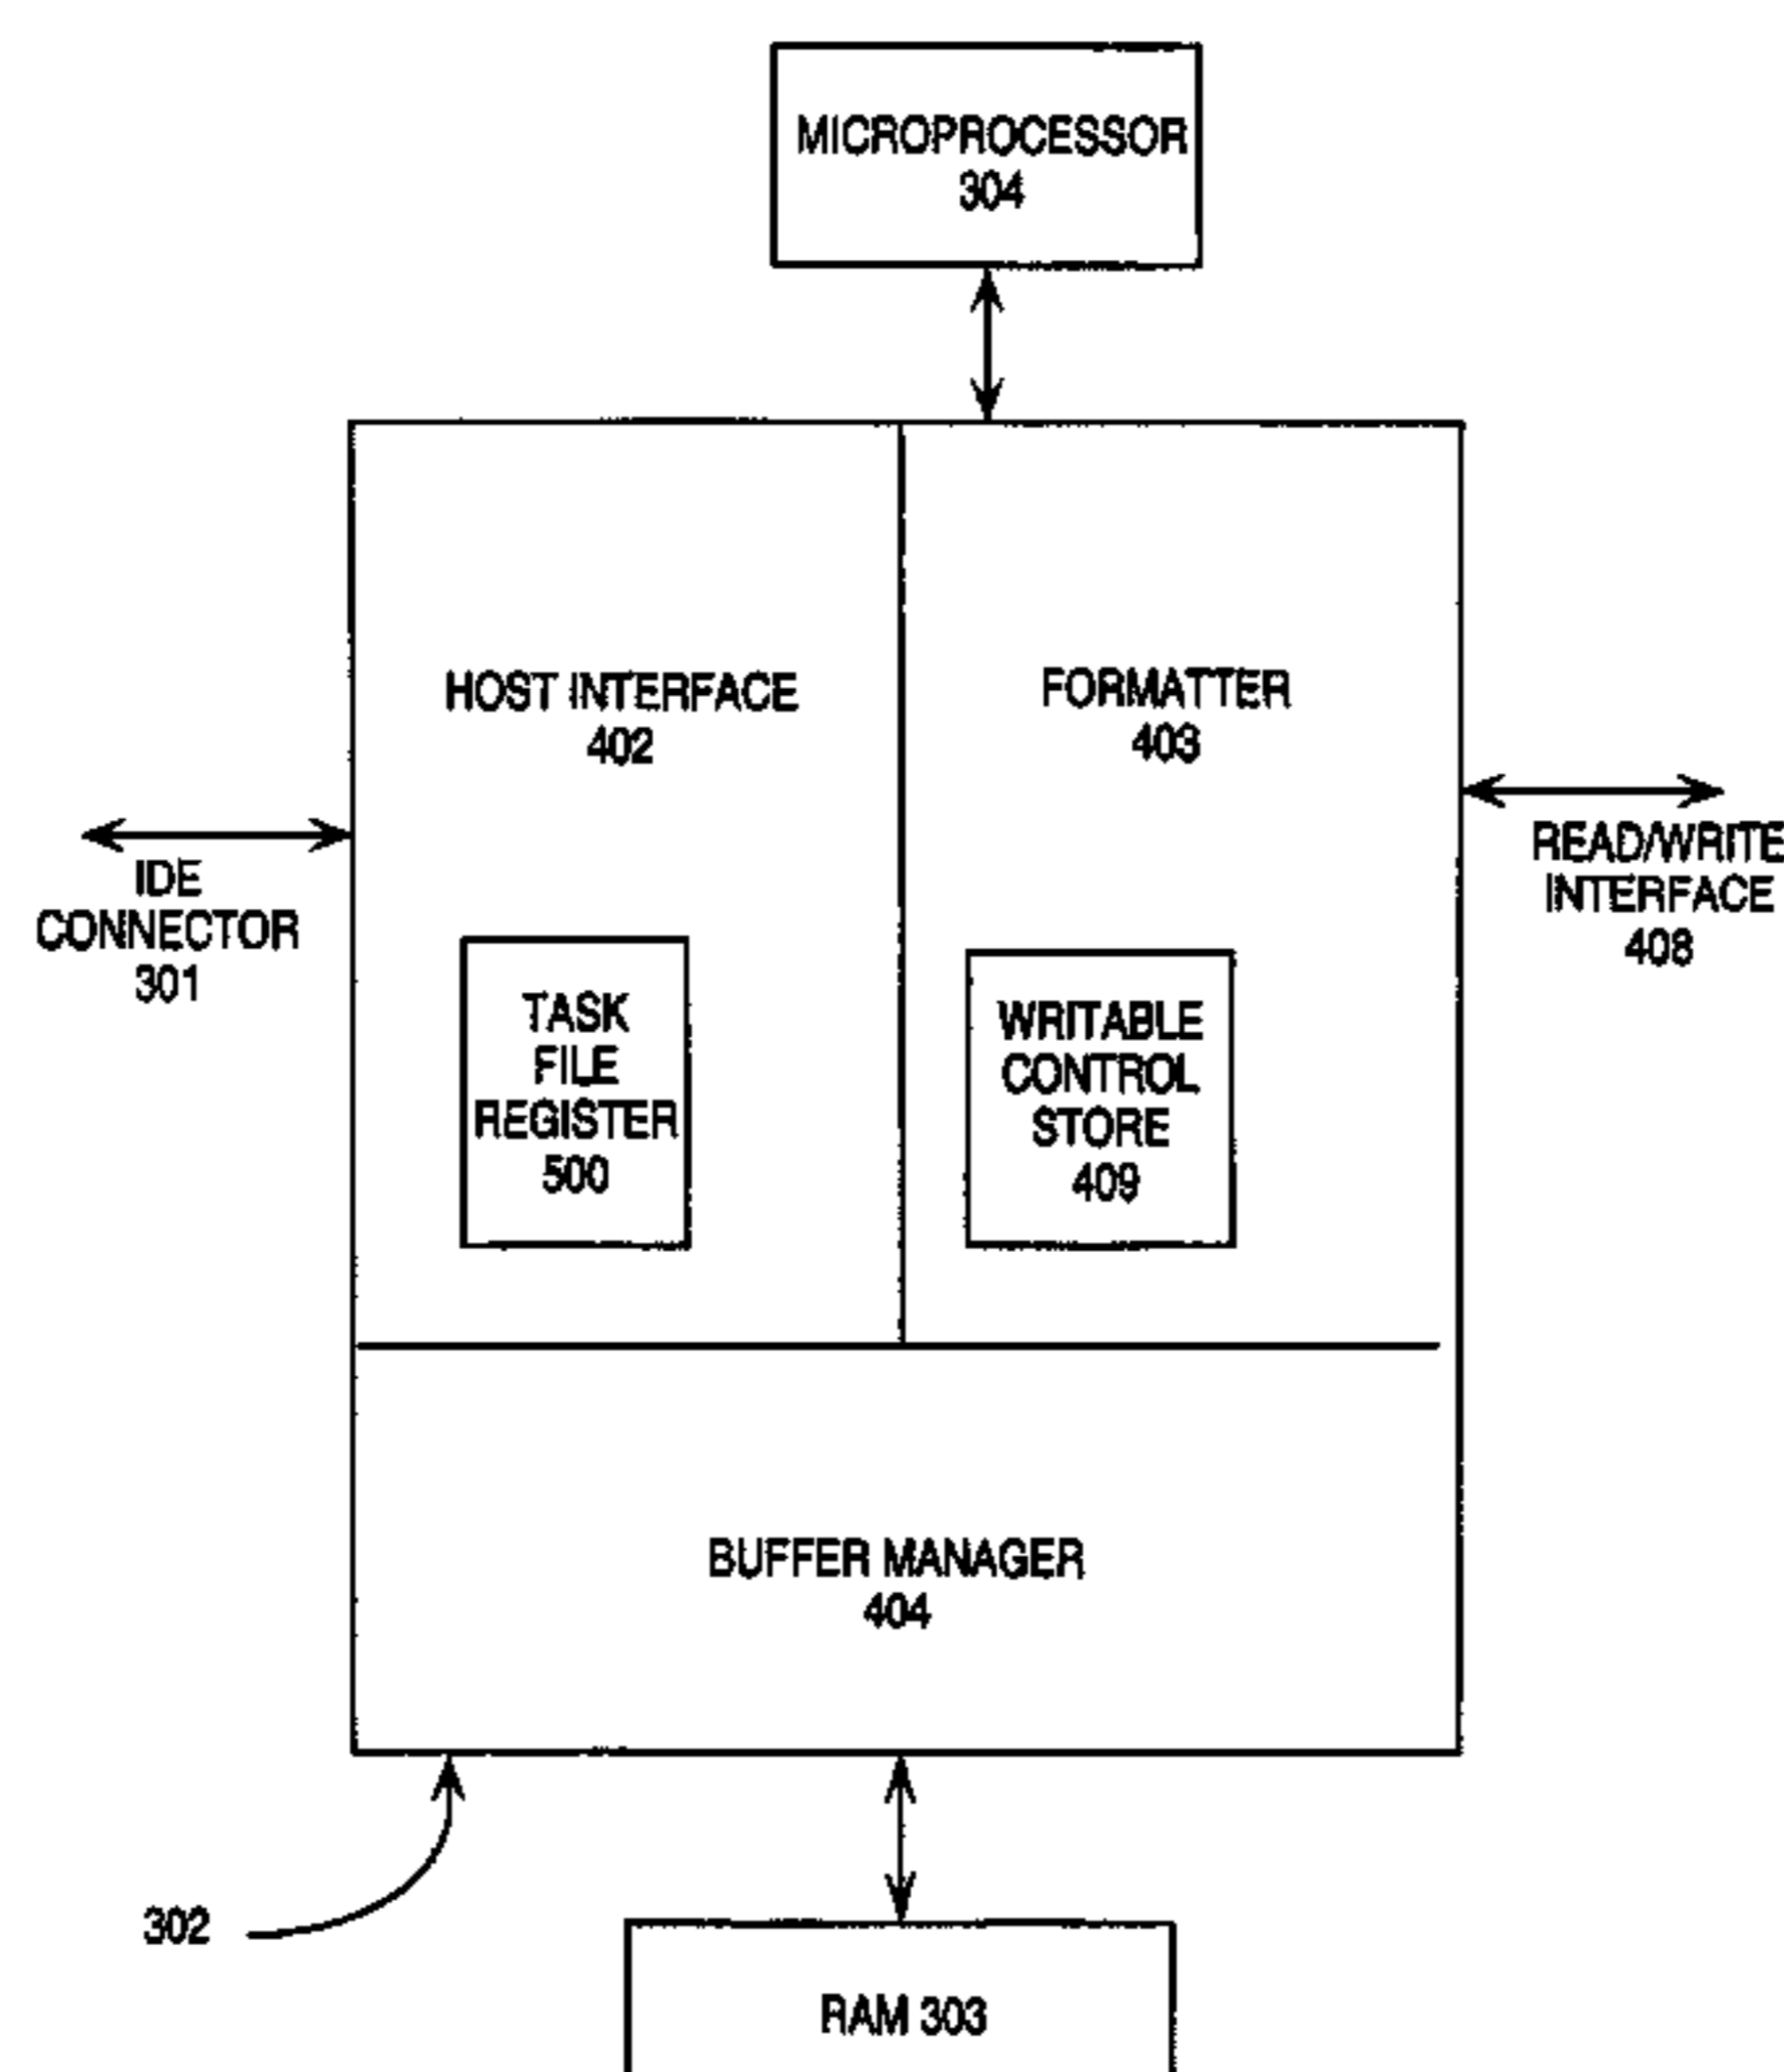 MICROPROCESSOR
304
HOST INTERFACE
402
FORMATTER
403
IDE
CONNECTOR
301
READ/WRITE
INTERFACE
408
TASK
FILE
REGISTER
500
WRITABLE
CONTROL
STORE
409
BUFFER MANAGER
404
302
RAM 303